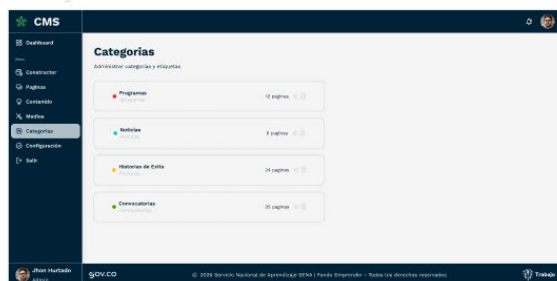 CMS
Dashboard
Menu
Constructor
Paginas
Contenido
Medios
Categorias
Configuración
Salir
Categorias
Administrar categorias y etiquetas
Programas
12 paginas
Noticias
8 paginas
Historias de Exito
24 paginas
Convocatorias
35 paginas
Jhon Hurtado
Admin
GOV.CO
© 2026 Servicio Nacional de Aprendizaje SENA | Fondo Emprender - Todos los derechos reservados
Trabajo